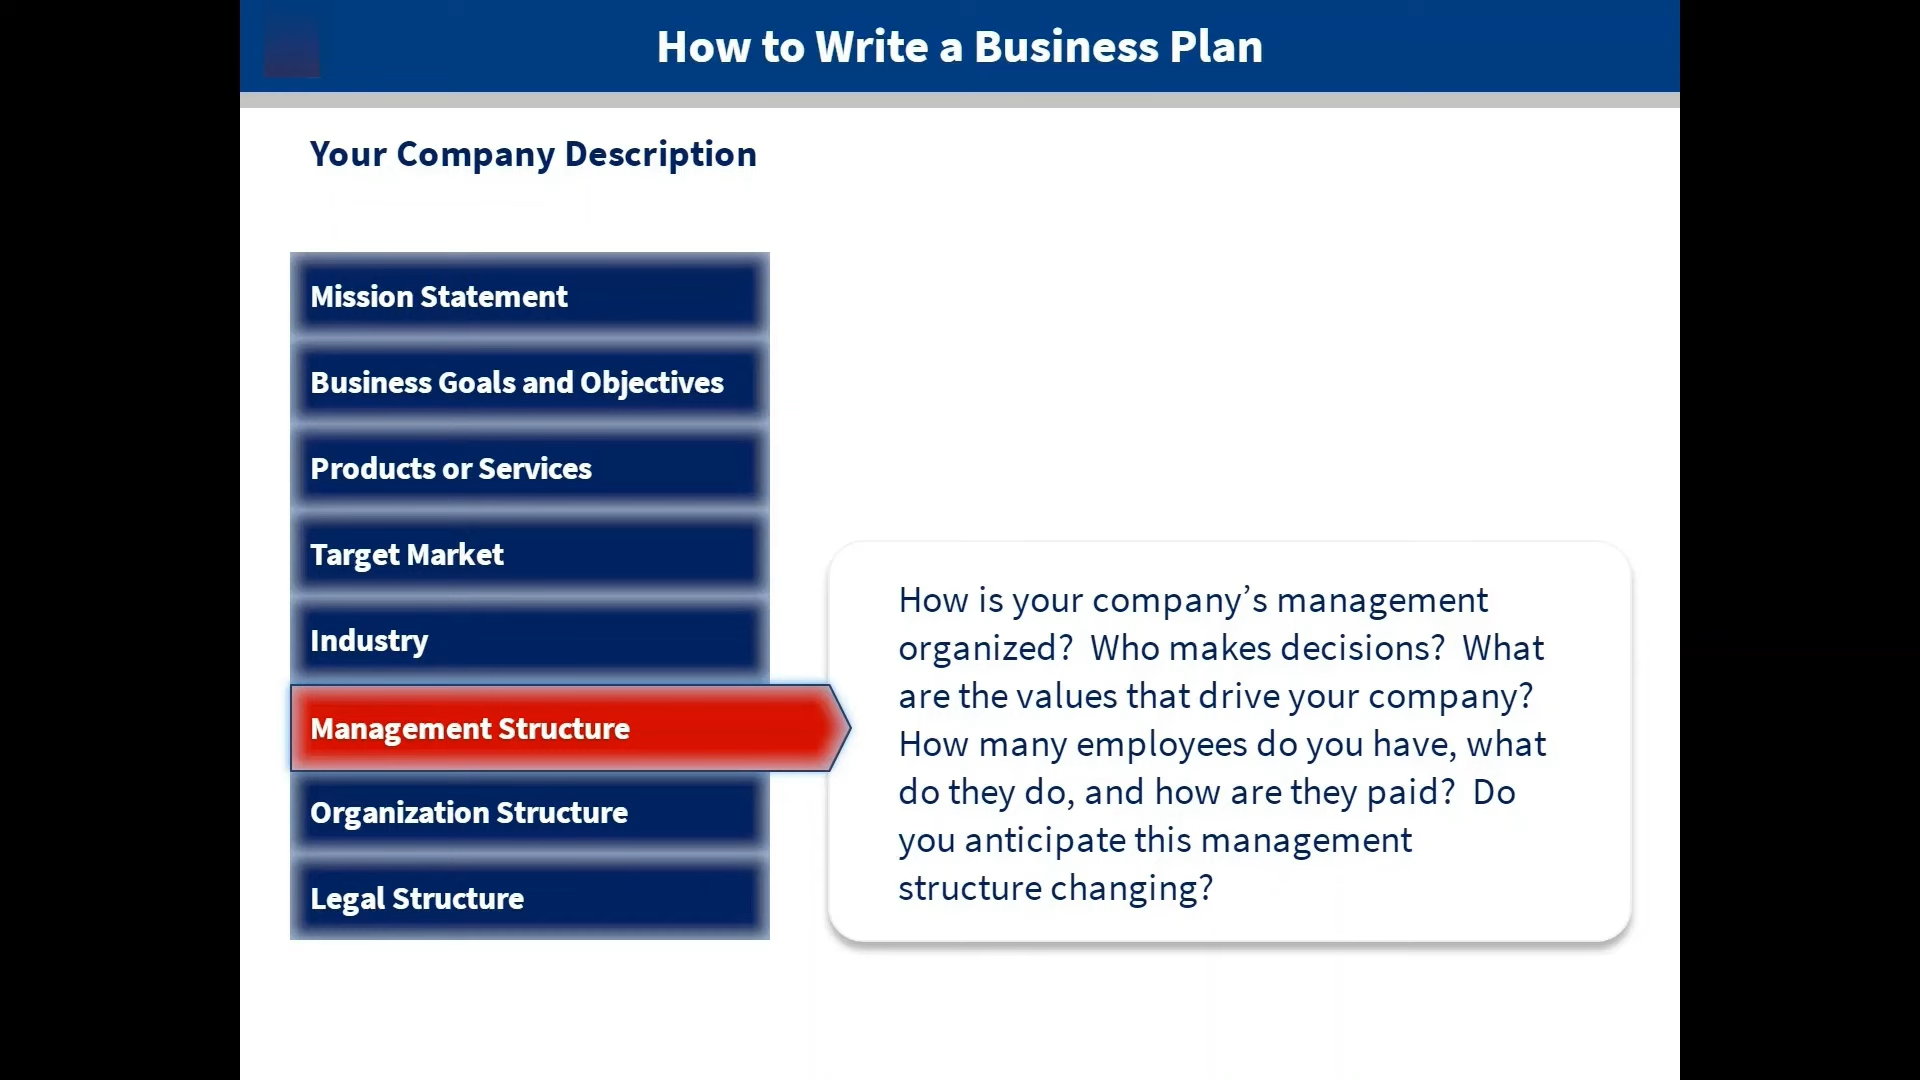 How to Write a Business Plan
Your Company Description
Mission Statement
Business Goals and Objectives
Products or Services
Target Market
Industry
Management Structure
Organization Structure
Legal Structure
How is your company’s management
organized?  Who makes decisions?  What
are the values that drive your company?
How many employees do you have, what
do they do, and how are they paid?  Do
you anticipate this management
structure changing?